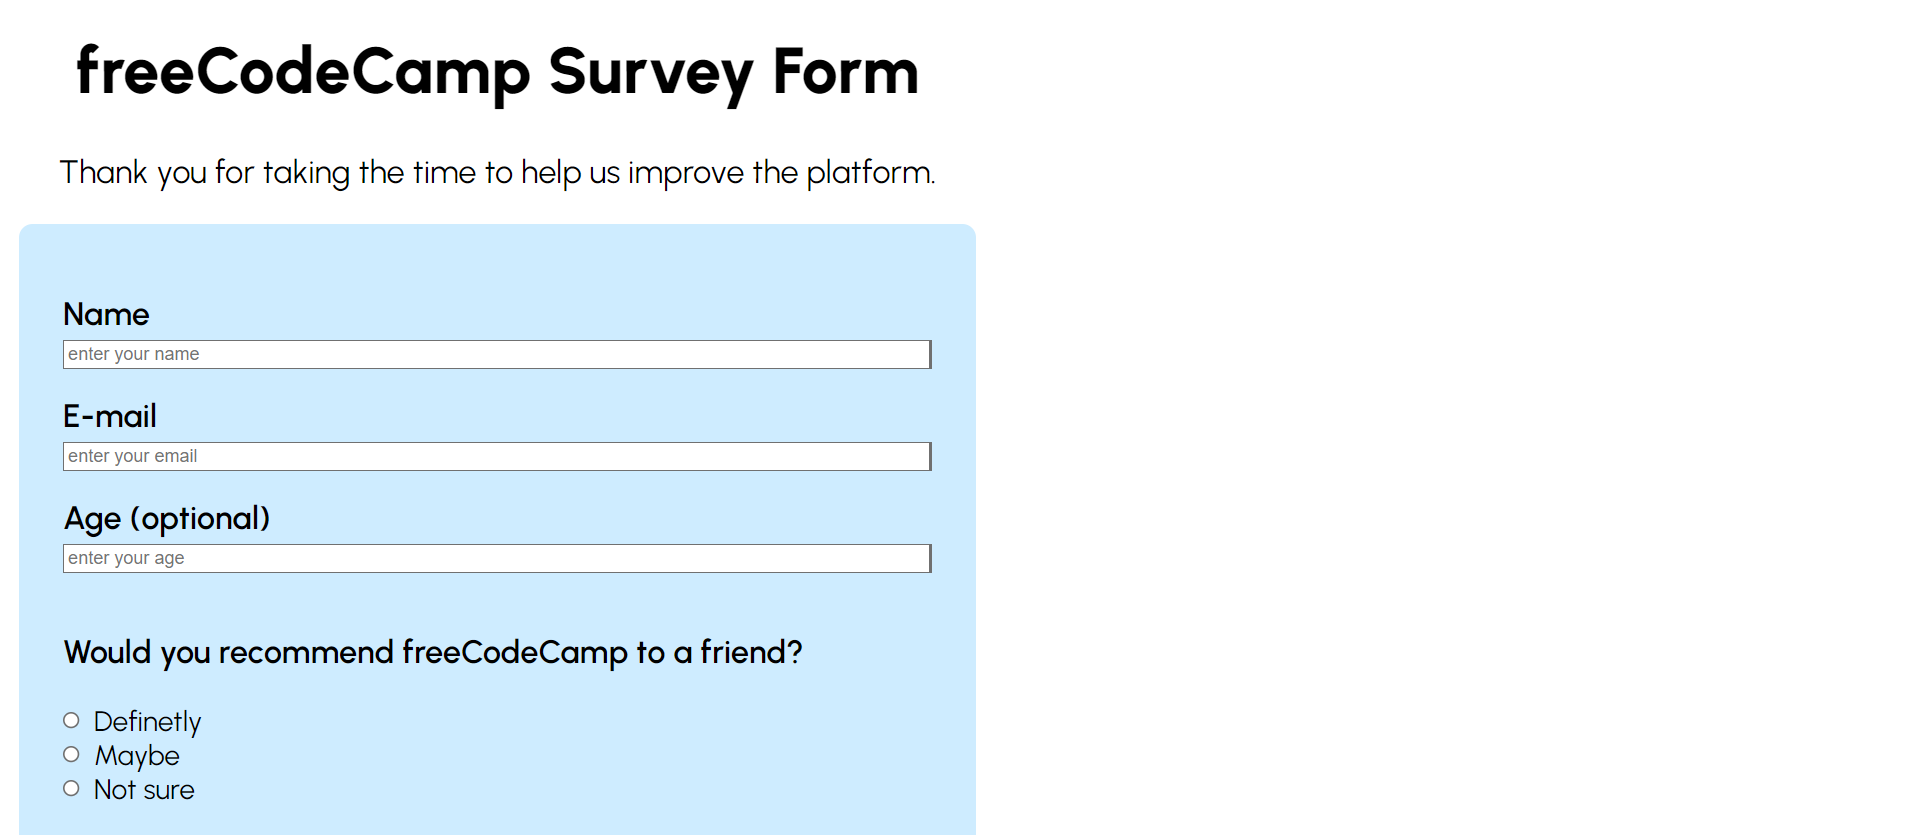 freeCodeCamp Survey Form
Thank you for taking the time to help us improve the platform.
Name
enter your name
E-mail
enter your email
Age (optional)
enter your age
Would you recommend freeCodeCamp to a friend?
Definetly
Maybe
Not sure